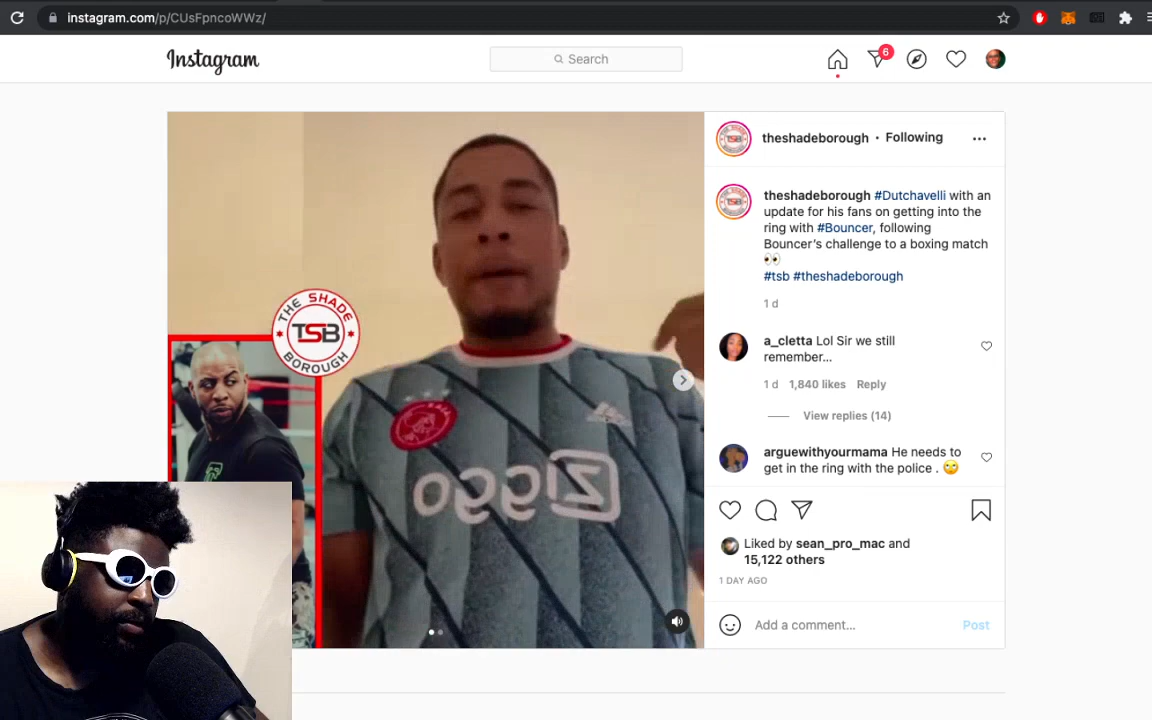 instagram.com/p/CUsFpncoWWz/
Instagram
Search
6
theshadeborough • Following
theshadeborough #Dutchavelli with an
update for his fans on getting into the
ring with #Bouncer, following
Bouncer's challenge to a boxing match
👀
#tsb #theshadeborough
1 d
a_cletta Lol Sir we still
remember...
1 d 1,840 likes Reply
View replies (14)
arguewithyourmama He needs to
get in the ring with the police . 🙄
Liked by sean_pro_mac and
15,122 others
1 DAY AGO
Add a comment... Post
THE SHADE
TSB
BOROUGH
ziggo